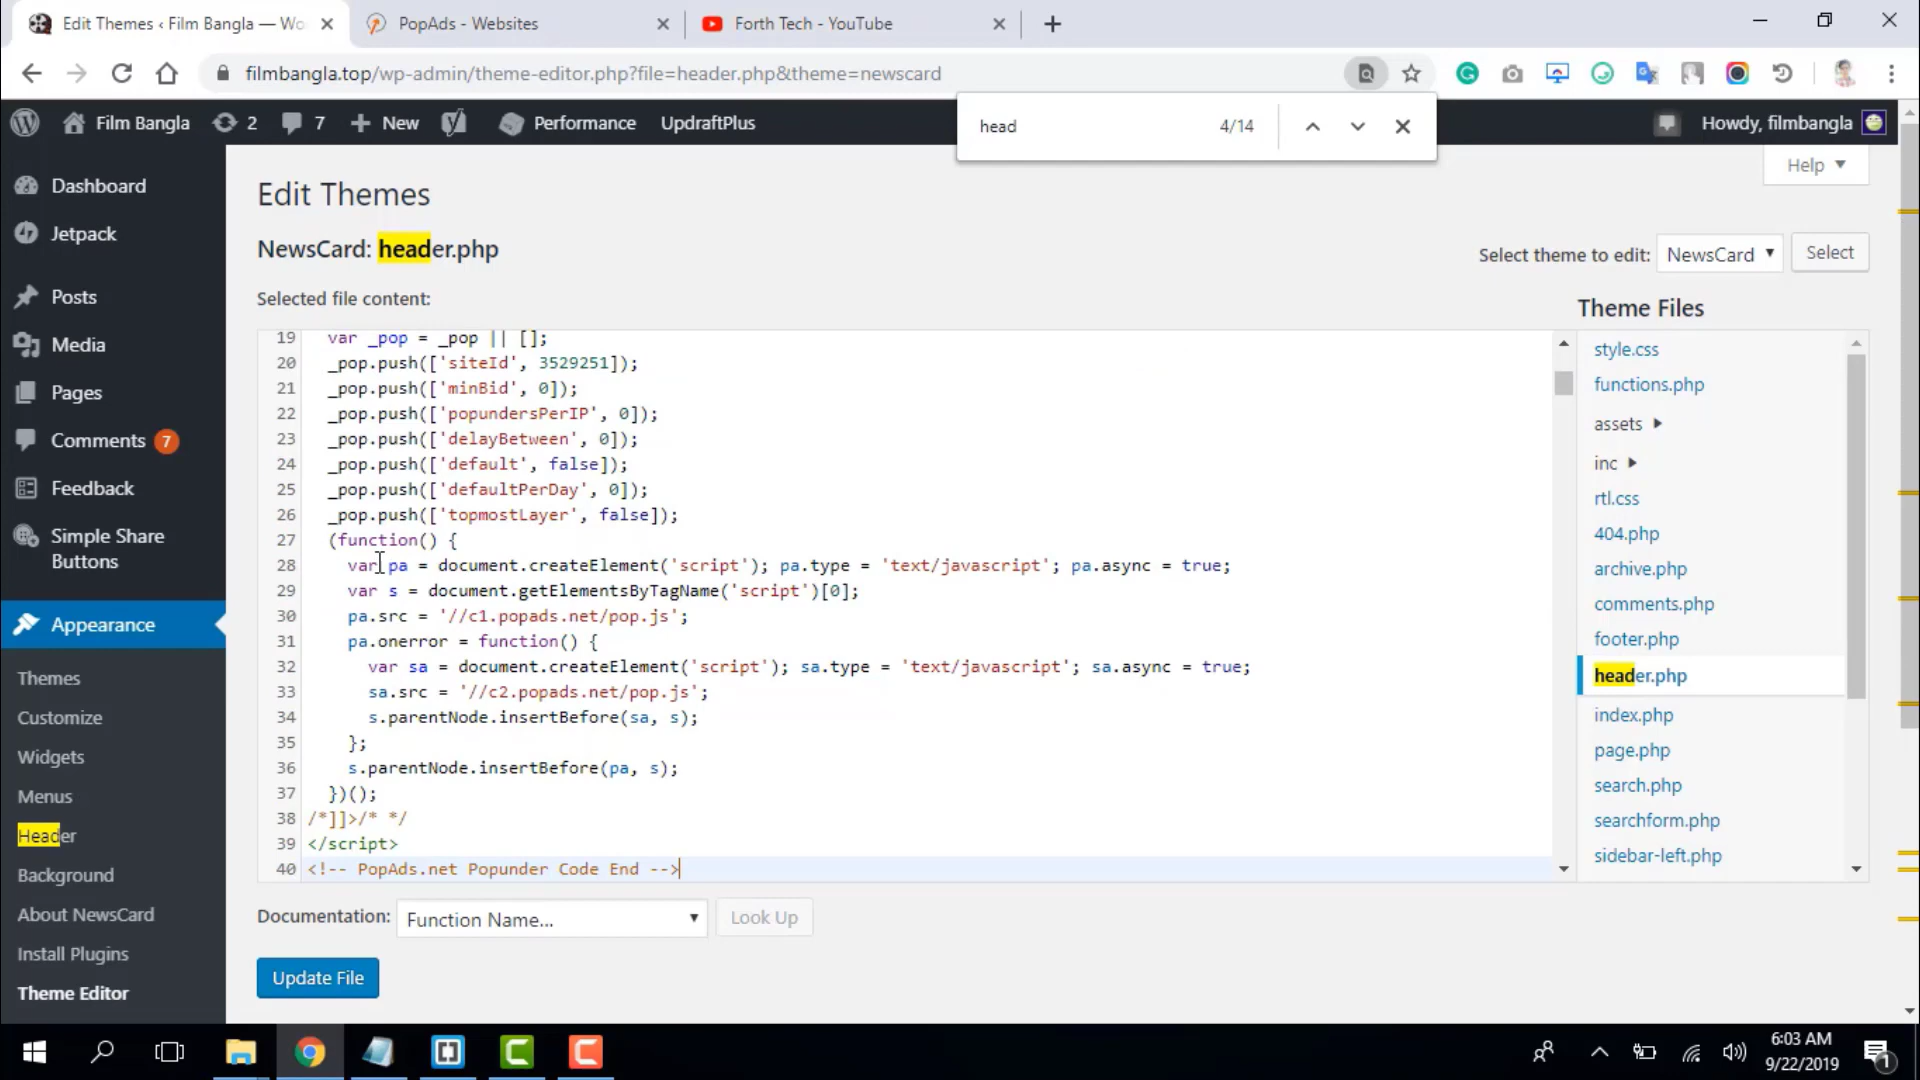 Edit Themes ‹ Film Bangla — Wo
PopAds - Websites
Forth Tech - YouTube
filmbangla.top/wp-admin/theme-editor.php?file=header.php&theme=newscard
head 4/14
Film Bangla 2 7 New Performance UpdraftPlus Howdy, filmbangla
Help
Dashboard
Jetpack
Posts
Media
Pages
Comments 7
Feedback
Simple Share
Buttons
Appearance
Themes
Customize
Widgets
Menus
Header
Background
About NewsCard
Install Plugins
Theme Editor
Edit Themes
NewsCard: header.php
Select theme to edit: NewsCard Select
Selected file content:
19 var _pop = _pop || [];
20 _pop.push(['siteId', 3529251]);
21 _pop.push(['minBid', 0]);
22 _pop.push(['popundersPerIP', 0]);
23 _pop.push(['delayBetween', 0]);
24 _pop.push(['default', false]);
25 _pop.push(['defaultPerDay', 0]);
26 _pop.push(['topmostLayer', false]);
27 (function() {
28 var pa = document.createElement('script'); pa.type = 'text/javascript'; pa.async = true;
29 var s = document.getElementsByTagName('script')[0];
30 pa.src = '//c1.popads.net/pop.js';
31 pa.onerror = function() {
32 var sa = document.createElement('script'); sa.type = 'text/javascript'; sa.async = true;
33 sa.src = '//c2.popads.net/pop.js';
34 s.parentNode.insertBefore(sa, s);
35 };
36 s.parentNode.insertBefore(pa, s);
37 })();
38 /*]]>/* */
39 </script>
40 <!-- PopAds.net Popunder Code End -->
Theme Files
style.css
functions.php
assets
inc
rtl.css
404.php
archive.php
comments.php
footer.php
header.php
index.php
page.php
search.php
searchform.php
sidebar-left.php
Documentation: Function Name... Look Up
Update File
6:03 AM
9/22/2019
1